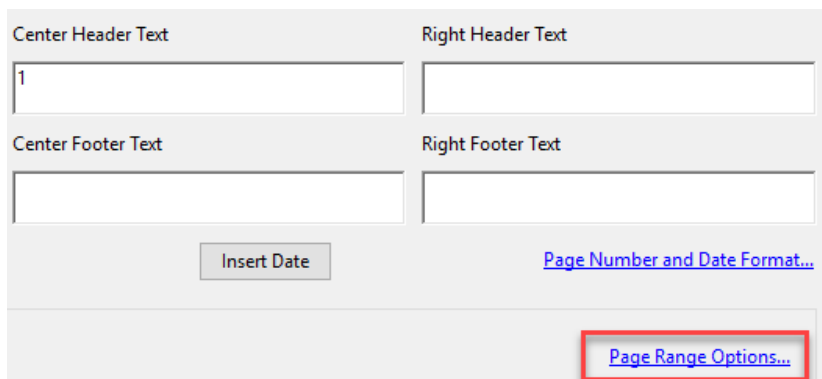 Center Header Text
Right Header Text
1
Center Footer Text
Right Footer Text
Insert Date
Page Number and Date Format...
Page Range Options...